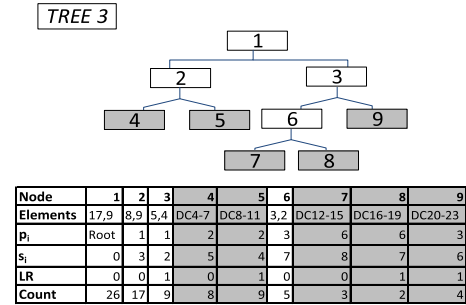 TREE 3
1
2 3
4 5 6 9
7 8
Node 1 2 3 4 5 6 7 8 9
Elements 17,9 8,9 5,4 DC4-7 DC8-11 3,2 DC12-15 DC16-19 DC20-23
pi Root 1 1 2 2 3 6 6 3
si 0 3 2 5 4 7 8 7 6
LR 0 0 1 0 1 0 0 1 1
Count 26 17 9 8 9 5 3 2 4